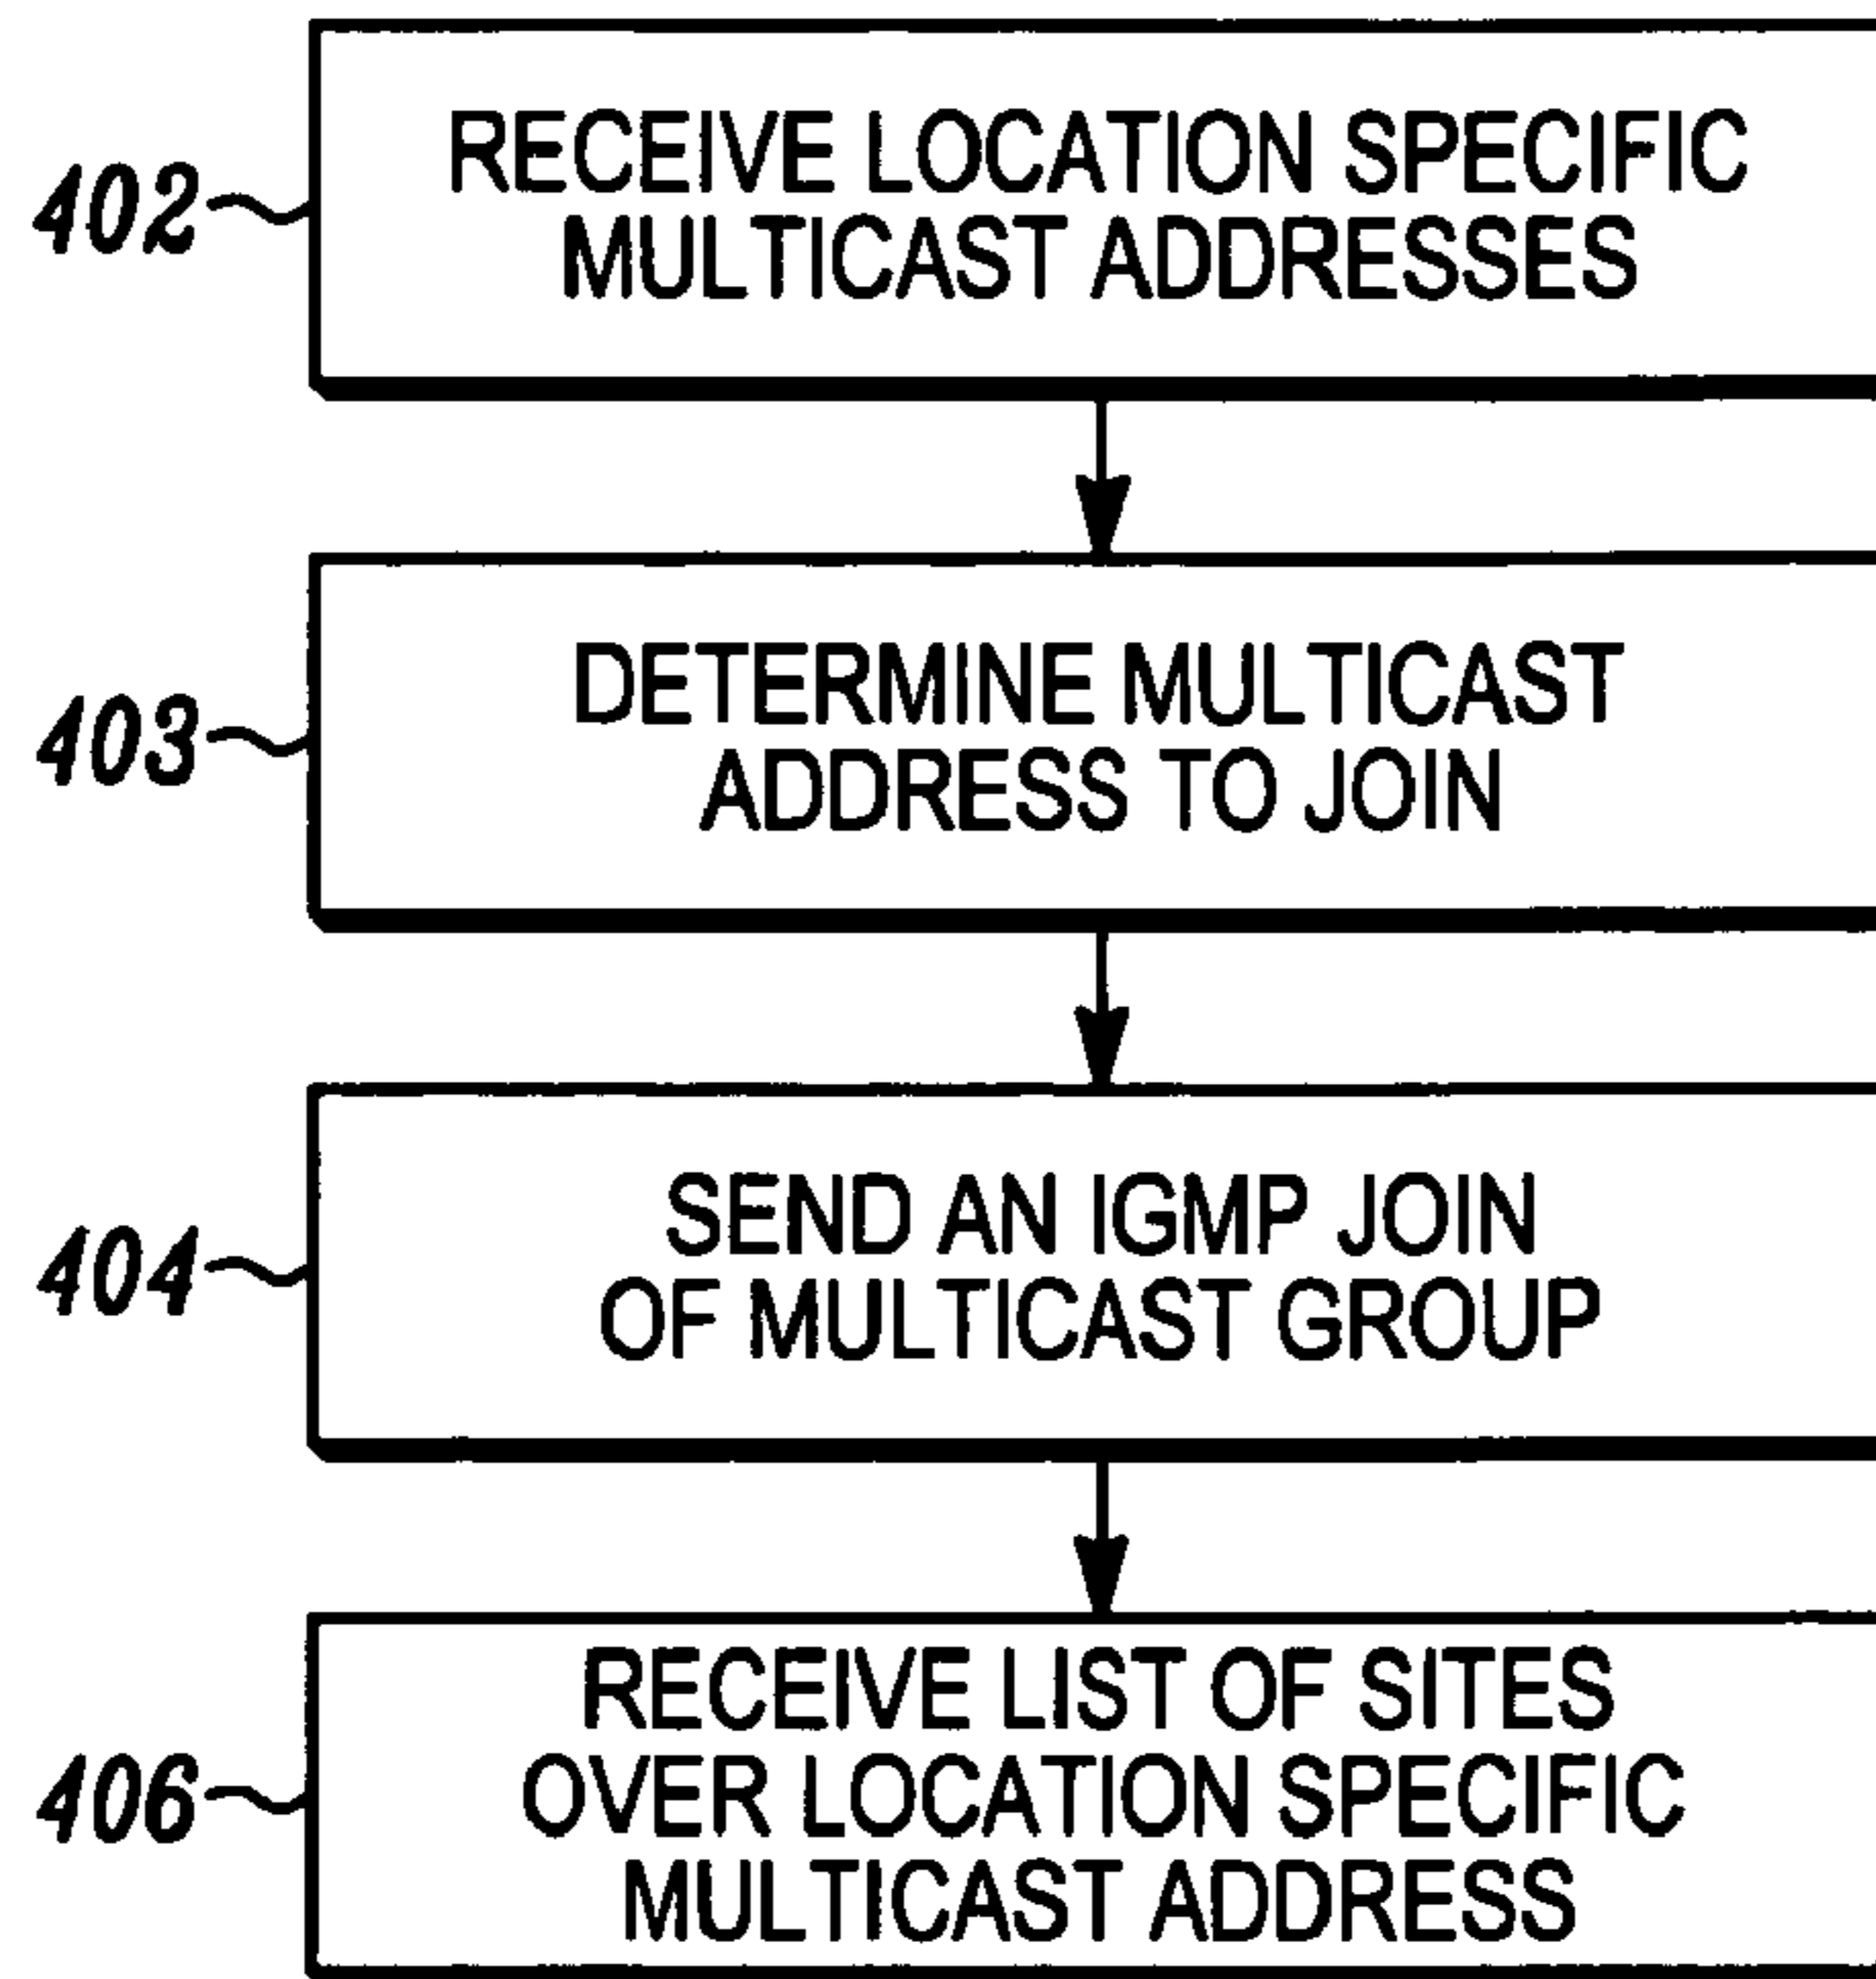 402
RECEIVE LOCATION SPECIFIC
MULTICAST ADDRESSES
403
DETERMINE MULTICAST
ADDRESS TO JOIN
404
SEND AN IGMP JOIN
OF MULTICAST GROUP
406
RECEIVE LIST OF SITES
OVER LOCATION SPECIFIC
MULTICAST ADDRESS